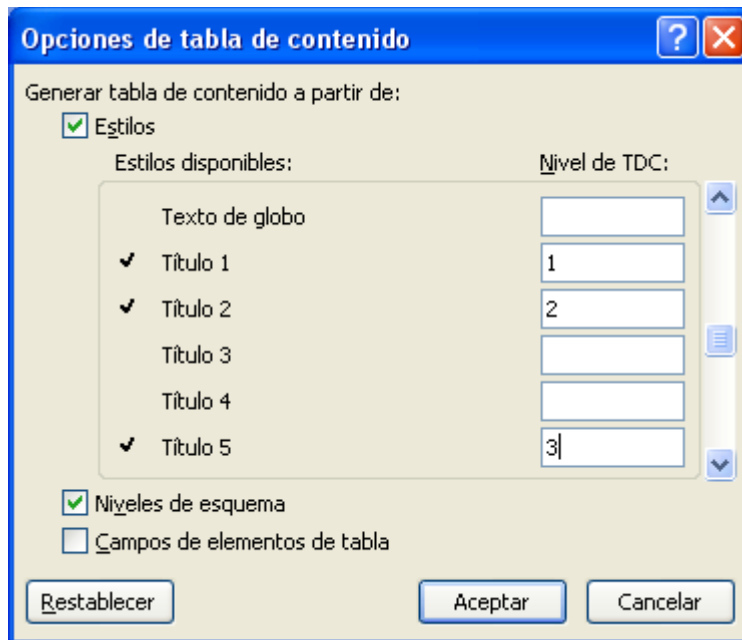 Opciones de tabla de contenido
Generar tabla de contenido a partir de:
Estilos
Estilos disponibles: Nivel de TDC:
Texto de globo
Título 1 1
Título 2 2
Título 3
Título 4
Título 5 3
Niveles de esquema
Campos de elementos de tabla
Restablecer Aceptar Cancelar